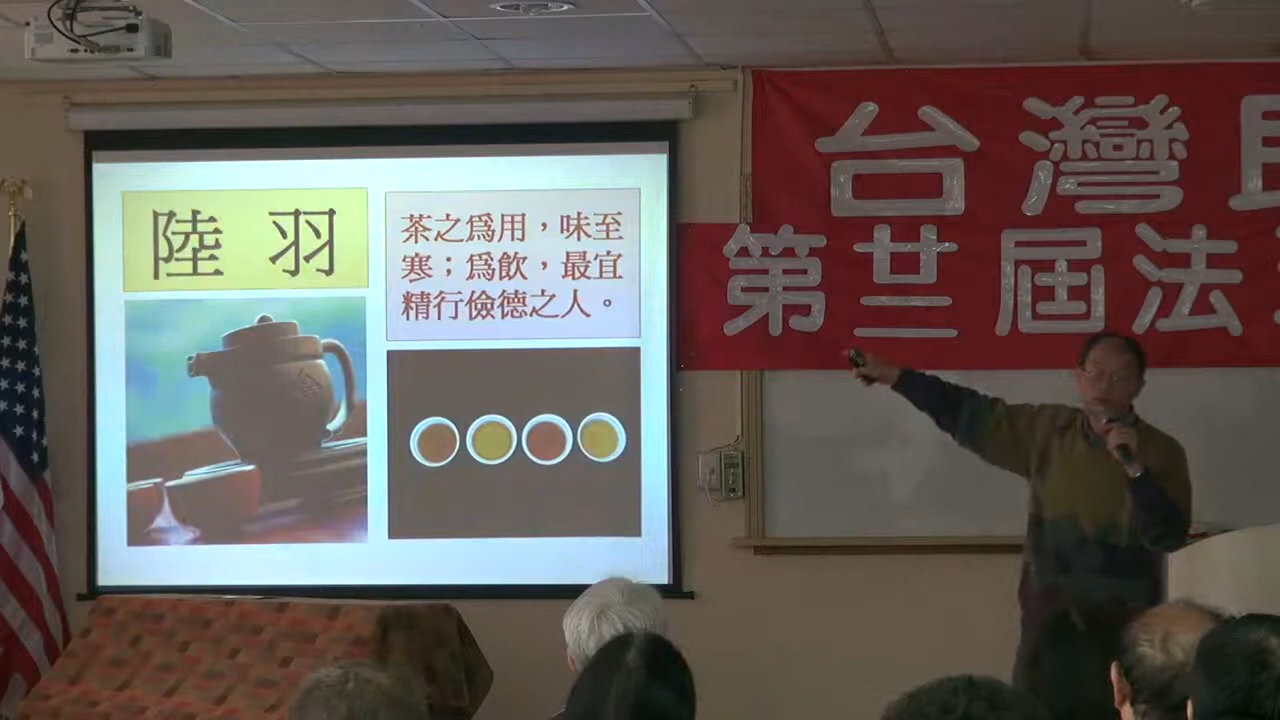 陸 羽
茶之為用,味至
寒;為飲,最宜
精行儉德之人。
台灣
第廿二屆法